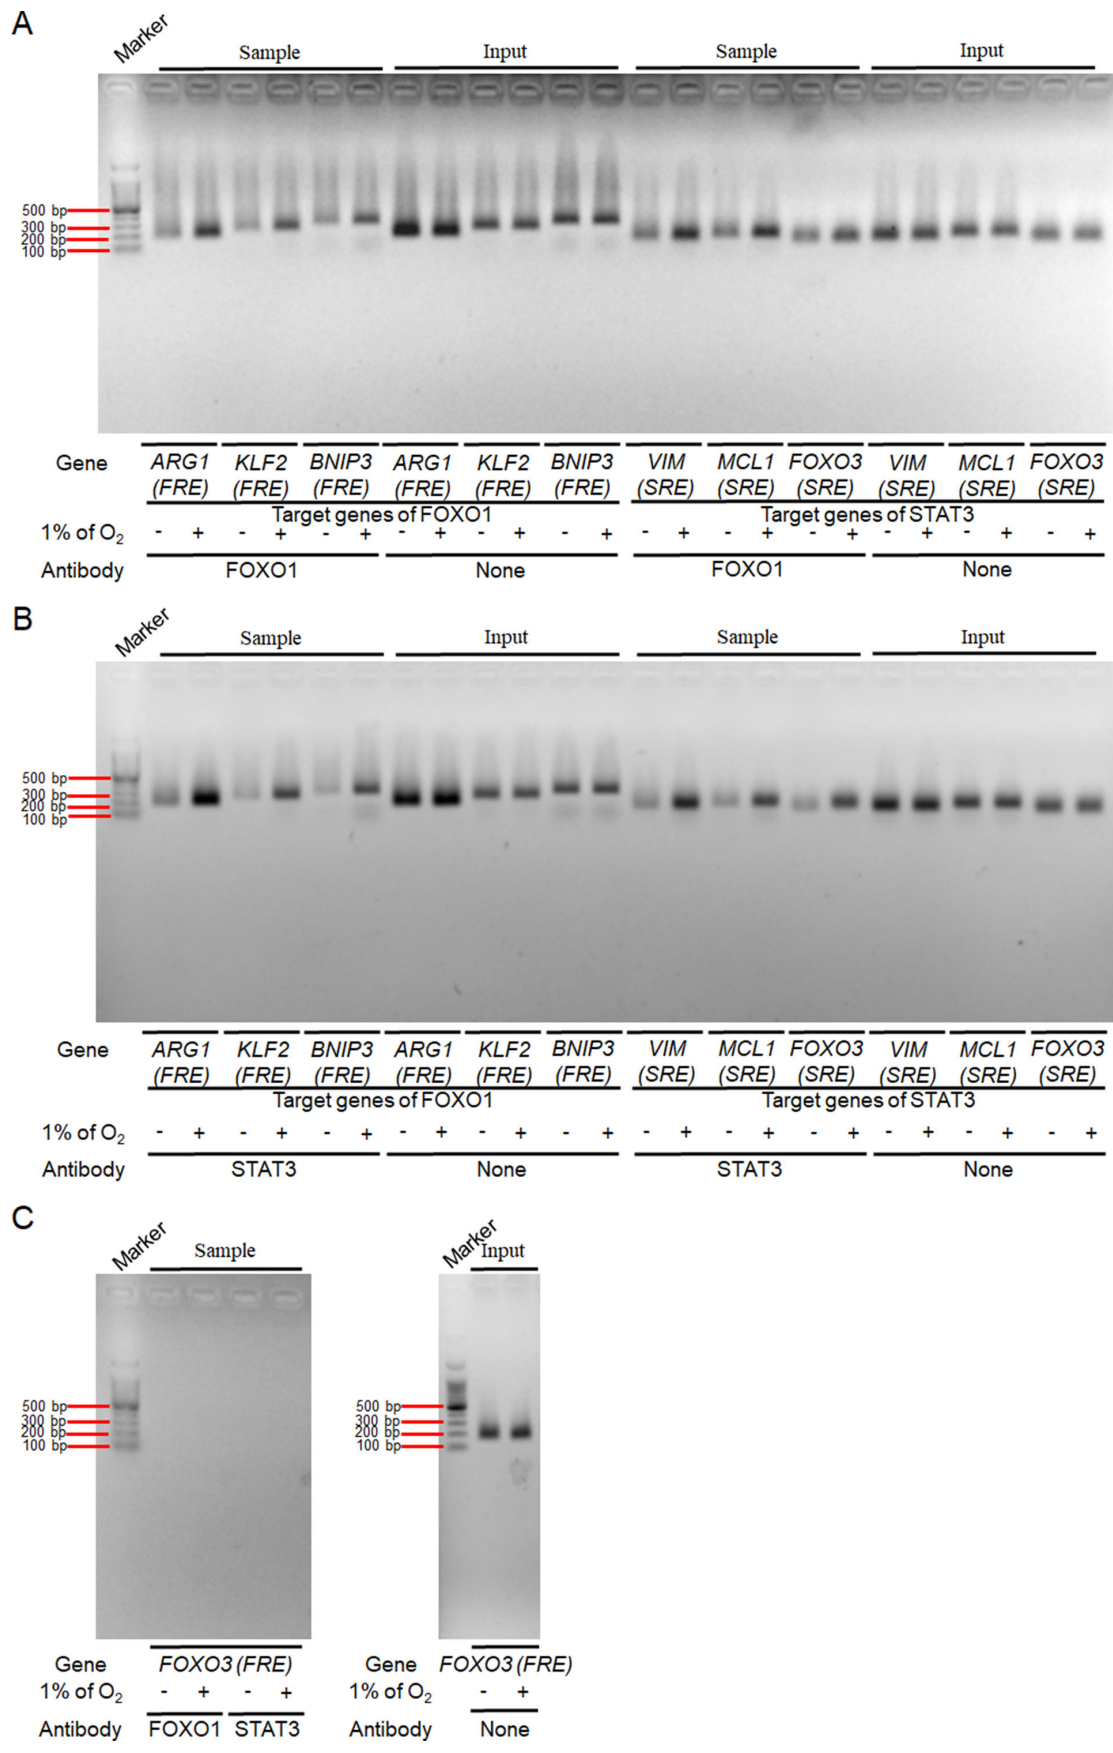 A
Marker Sample Input Sample Input
500 bp
300 bp
200 bp
100 bp
Gene ARG1 KLF2 BNIP3 ARG1 KLF2 BNIP3 VIM MCL1 FOXO3 VIM MCL1 FOXO3
(FRE) (FRE) (FRE) (FRE) (FRE) (FRE) (SRE) (SRE) (SRE) (SRE) (SRE) (SRE)
Target genes of FOXO1 Target genes of STAT3
1% of O2 - + - + - + - + - + - + - + - + - + - + - + - +
Antibody FOXO1 None FOXO1 None
B
Marker Sample Input Sample Input
500 bp
300 bp
200 bp
100 bp
Gene ARG1 KLF2 BNIP3 ARG1 KLF2 BNIP3 VIM MCL1 FOXO3 VIM MCL1 FOXO3
(FRE) (FRE) (FRE) (FRE) (FRE) (FRE) (SRE) (SRE) (SRE) (SRE) (SRE) (SRE)
Target genes of FOXO1 Target genes of STAT3
1% of O2 - + - + - + - + - + - + - + - + - + - + - + - +
Antibody STAT3 None STAT3 None
C
Marker Sample Marker Input
500 bp 500 bp
300 bp 300 bp
200 bp 200 bp
100 bp 100 bp
Gene FOXO3 (FRE) Gene FOXO3 (FRE)
1% of O2 - + - + 1% of O2 - +
Antibody FOXO1 STAT3 Antibody None